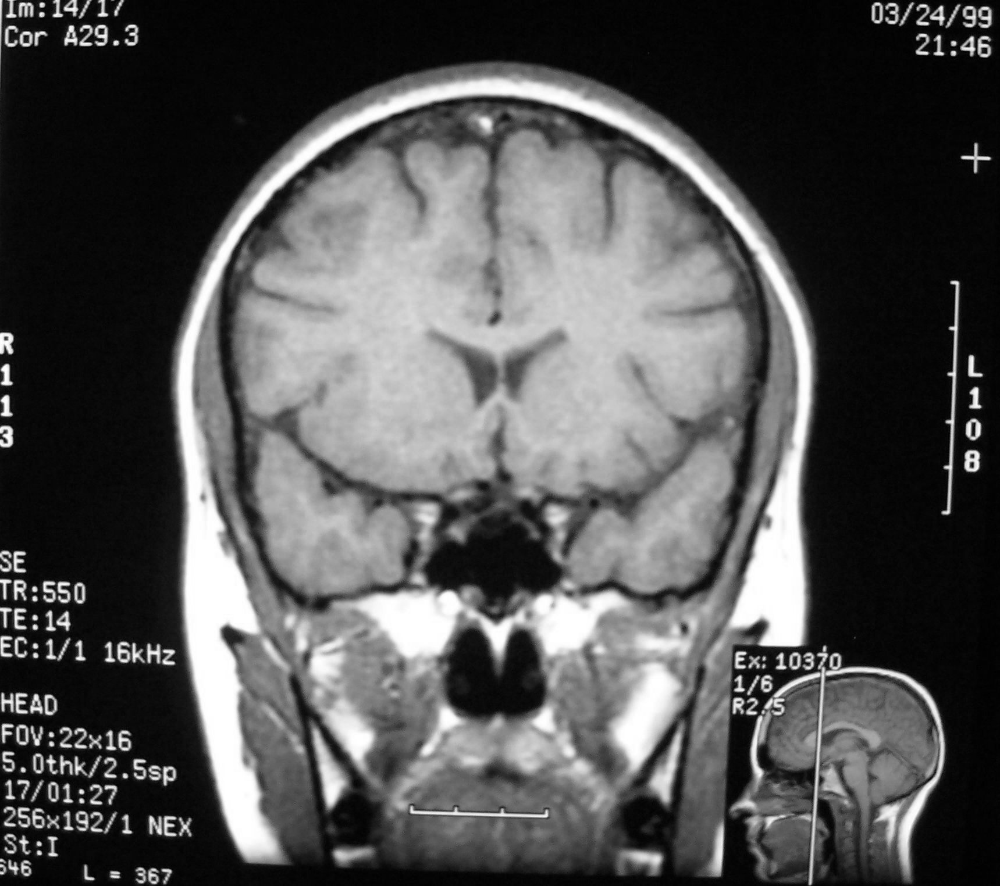 Im:14/17
Cor A29.3
03/24/99
21:46
R
1
1
3
L
1
0
8
SE
TR:550
TE:14
EC:1/1 16kHz
HEAD
FOV:22x16
5.0thk/2.5sp
17/01:27
256x192/1 NEX
St:I
646
L = 367
Ex: 10370
1/6
R2.5